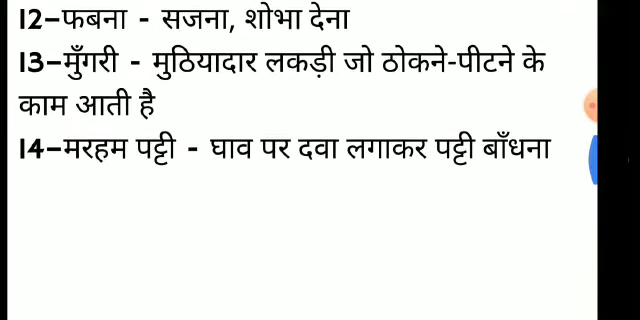 12–फबना - सजना, शोभा देना
13–मुँगरी - मुठियादार लकड़ी जो ठोकने-पीटने के
काम आती है
14–मरहम पट्टी - घाव पर दवा लगाकर पट्टी बाँधना